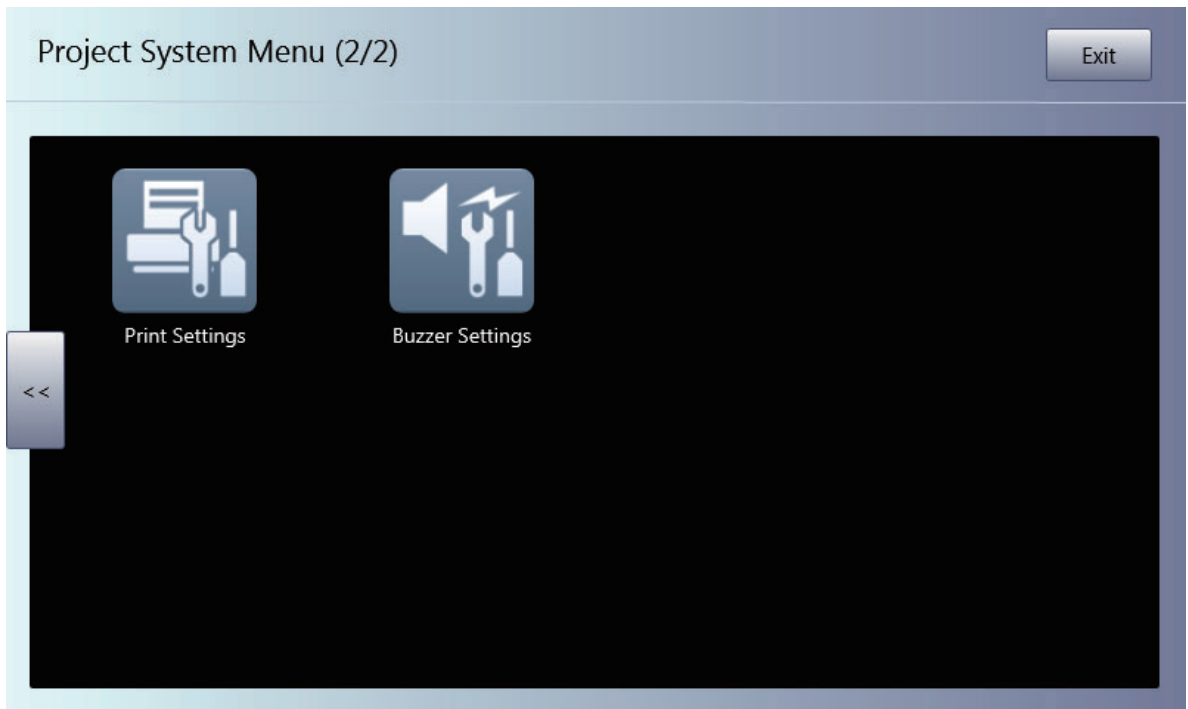 Project System Menu (2/2)
Exit
Print Settings
Buzzer Settings
<<